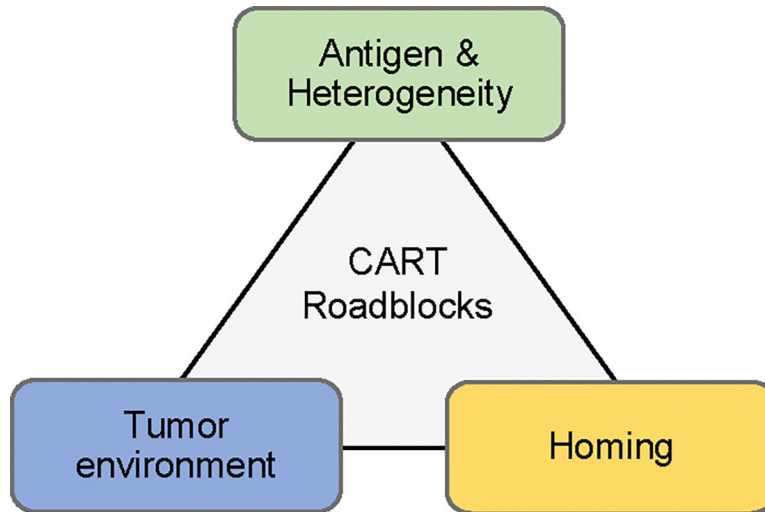 Antigen &
Heterogeneity
CART
Roadblocks
Tumor
environment
Homing